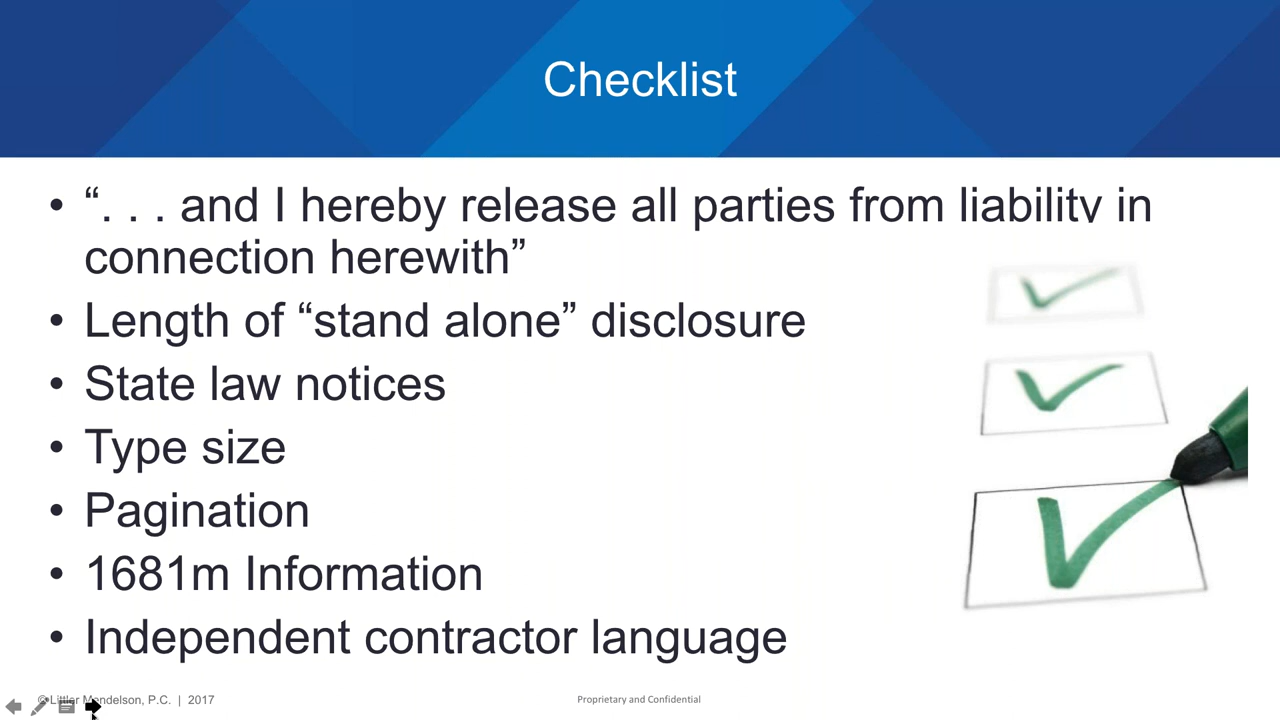 Checklist
• “. . . and I hereby release all parties from liability in
connection herewith”
• Length of “stand alone” disclosure
• State law notices
• Type size
• Pagination
• 1681m Information
• Independent contractor language
© Littler Mendelson, P.C. | 2017
Proprietary and Confidential